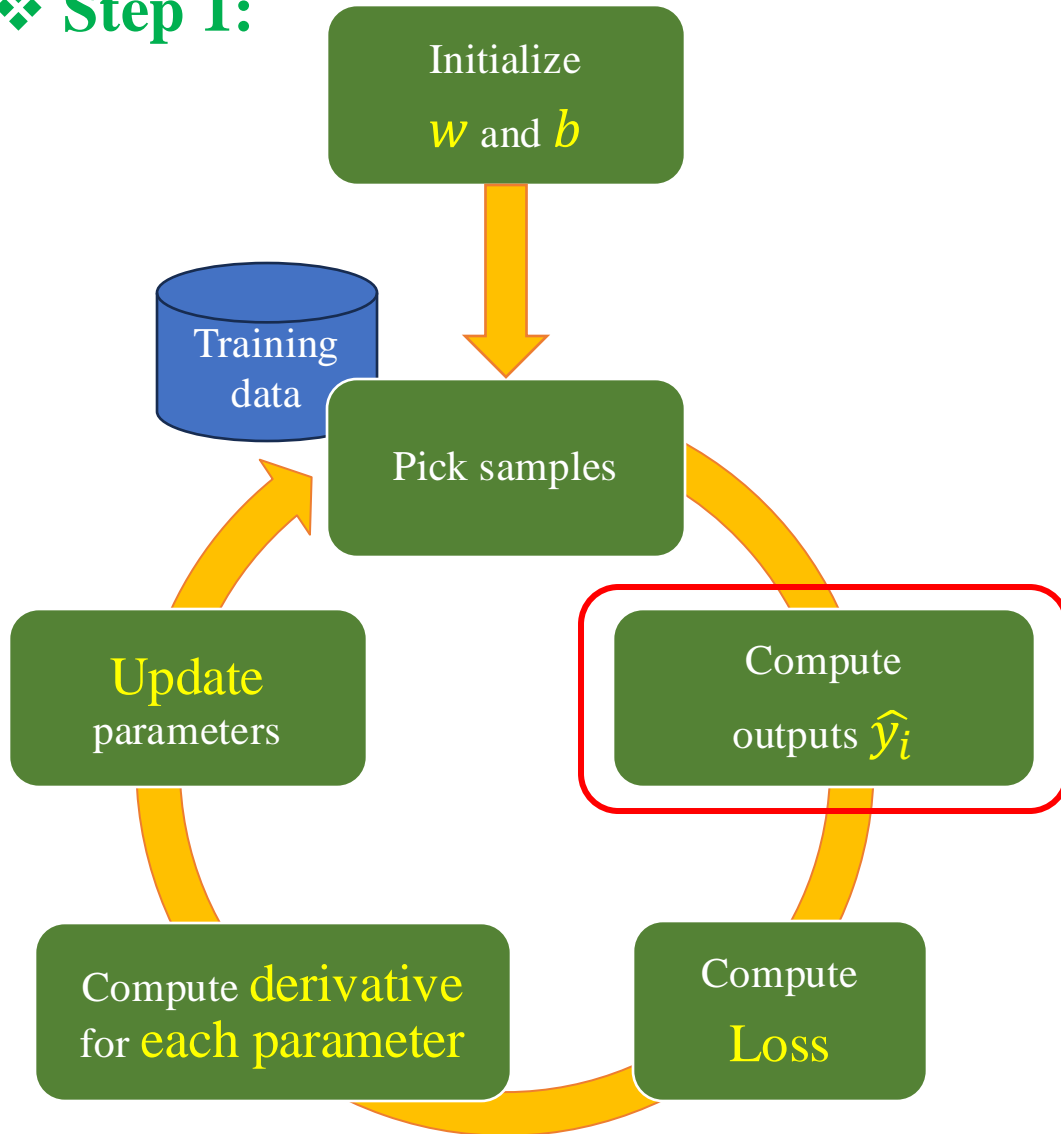 ❖ Step 1:
Initialize
w and b
Training
data
Pick samples
Compute
outputs ŷᵢ
Compute
Loss
Compute derivative
for each parameter
Update
parameters